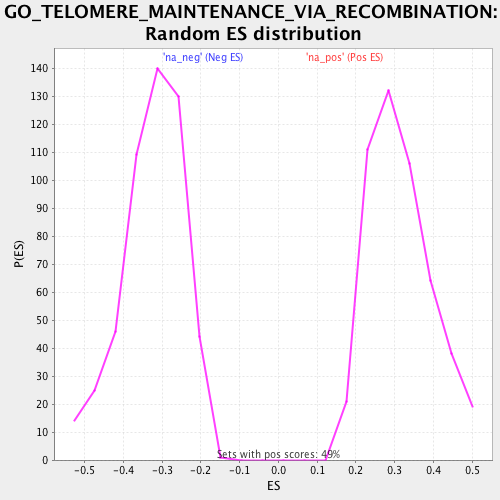 GO_TELOMERE_MAINTENANCE_VIA_RECOMBINATION:
Random ES distribution
'na_neg' (Neg ES) 'na_pos' (Pos ES)
140
130
120
110
100
90
80
70
60
50
40
30
20
10
0
P(ES)
Sets with pos scores: 49%
-0.5 -0.4 -0.3 -0.2 -0.1 0.0 0.1 0.2 0.3 0.4 0.5
ES